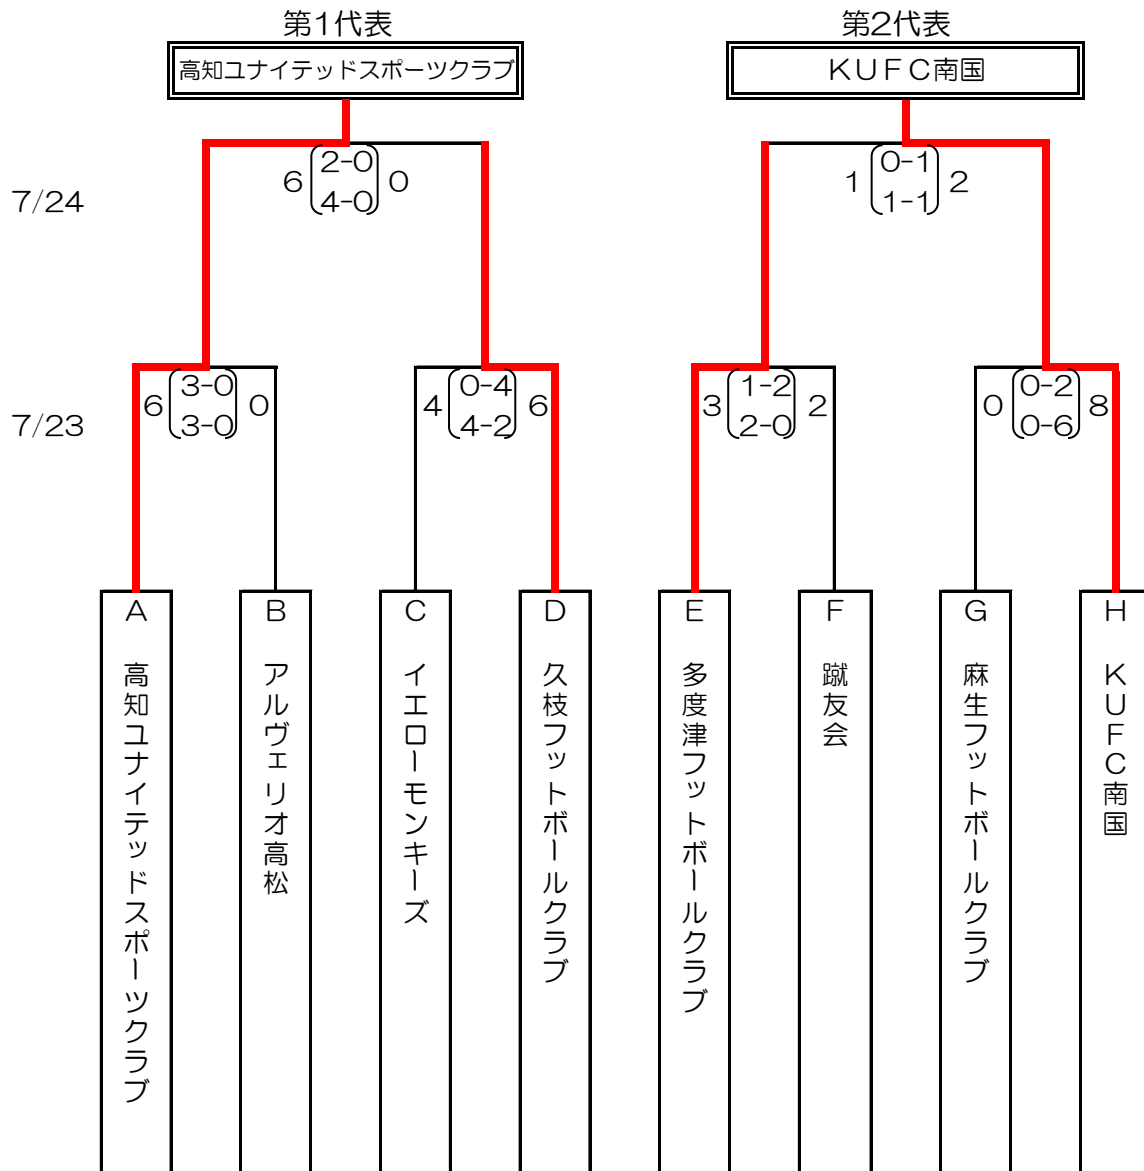 第1代表
第2代表
高知ユナイテッドスポーツクラブ
KUFC南国
7/24
6 2-0 0
4-0
1 0-1 2
1-1
7/23
6 3-0 0
3-0
4 0-4 6
4-2
3 1-2 2
2-0
0 0-2 8
0-6
A
高知ユナイテッドスポーツクラブ
B
アルヴェリオ高松
C
イエローモンキーズ
D
久枝フットボールクラブ
E
多度津フットボールクラブ
F
蹴友会
G
麻生フットボールクラブ
H
KUFC南国